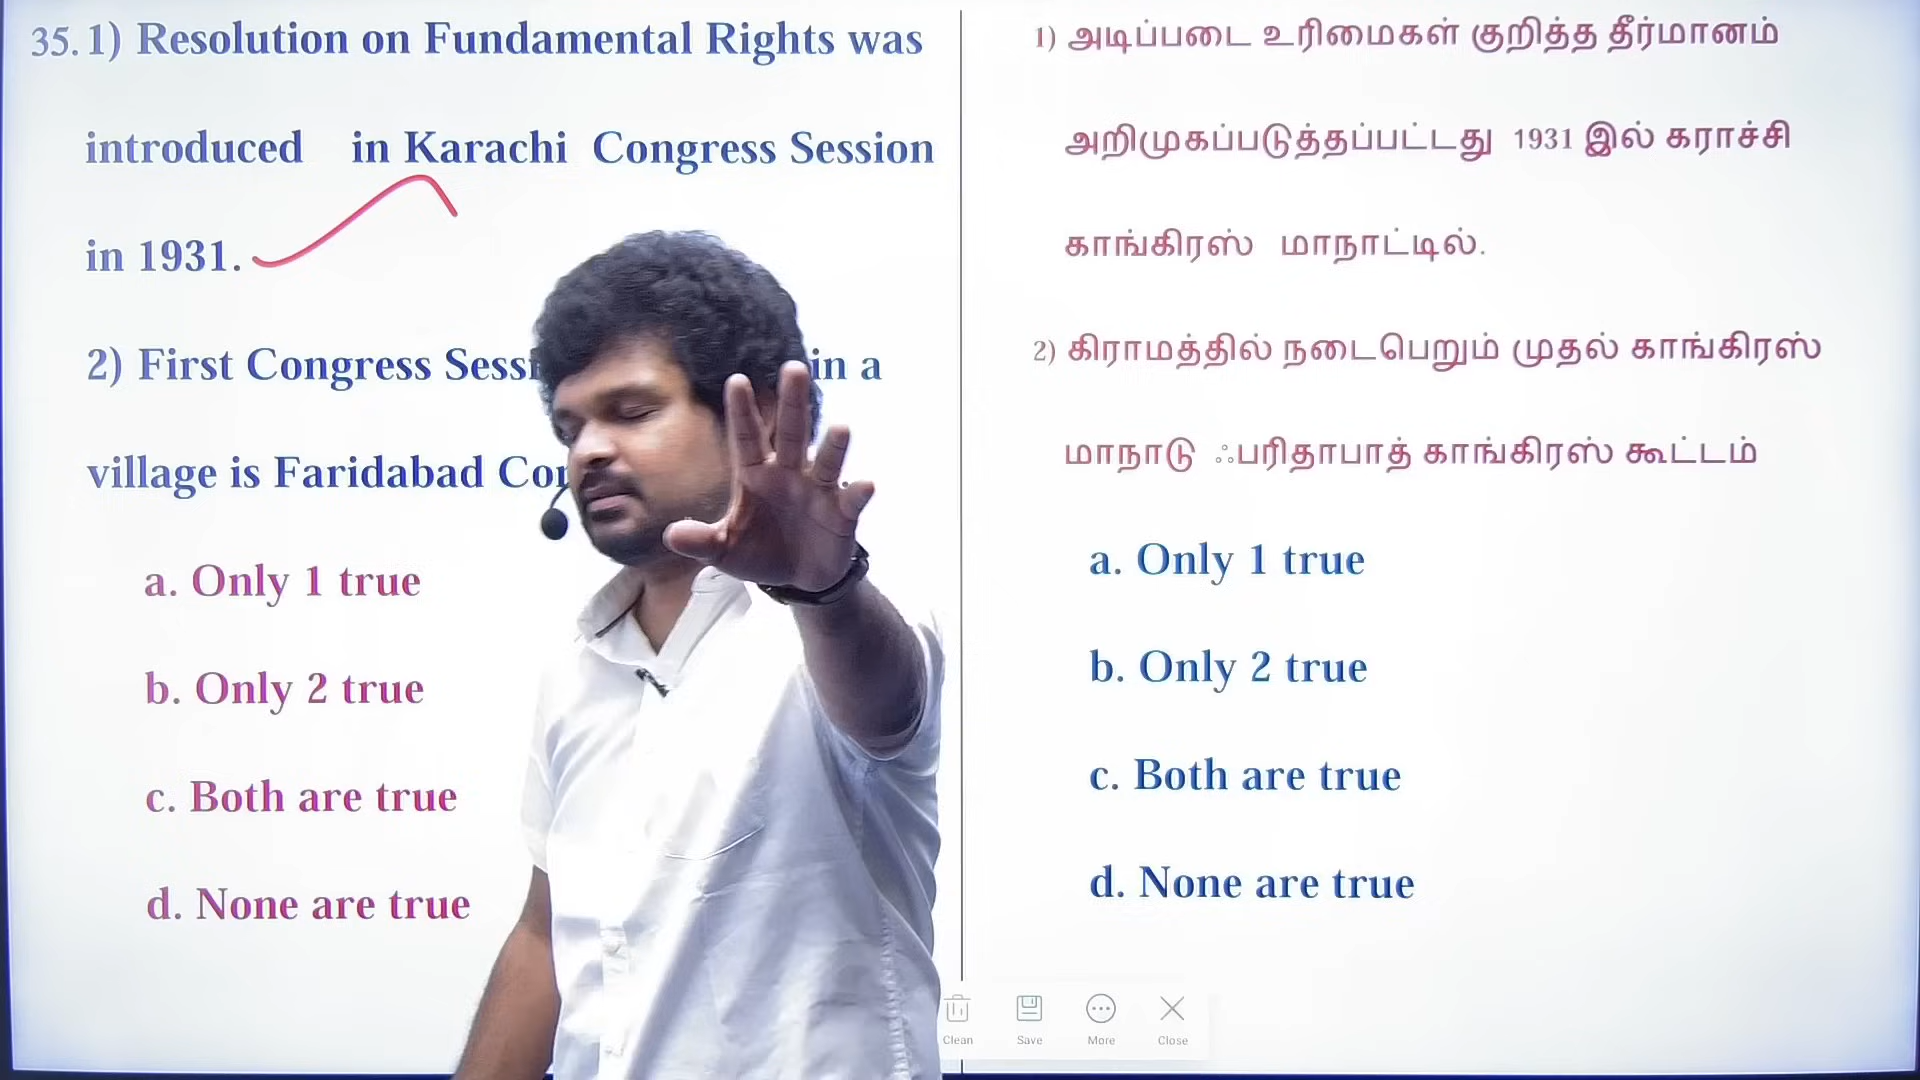 35. 1) Resolution on Fundamental Rights was
introduced in Karachi Congress Session
in 1931.
2) First Congress in a
village is Faridabad
a. Only 1 true
b. Only 2 true
c. Both are true
d. None are true
1) அடிப்படை உரிமைகள் குறித்த தீர்மானம்
அறிமுகப்படுத்தப்பட்டது 1931 இல் கராச்சி
காங்கிரஸ் மாநாட்டில்.
2) கிராமத்தில் நடைபெறும் முதல் காங்கிரஸ்
மாநாடு ஃபரிதாபாத் காங்கிரஸ் கூட்டம்
a. Only 1 true
b. Only 2 true
c. Both are true
d. None are true
Clean Save More Close